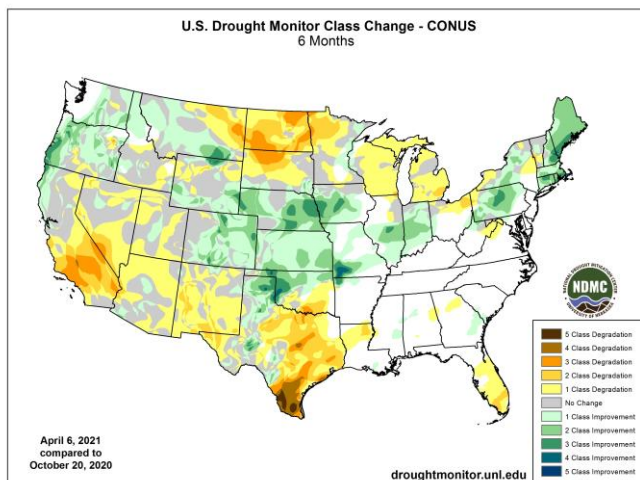 U.S. Drought Monitor Class Change - CONUS
6 Months
NDMC
5 Class Degradation
4 Class Degradation
3 Class Degradation
2 Class Degradation
1 Class Degradation
No Change
1 Class Improvement
2 Class Improvement
3 Class Improvement
4 Class Improvement
5 Class Improvement
April 6, 2021
compared to
October 20, 2020
droughtmonitor.unl.edu